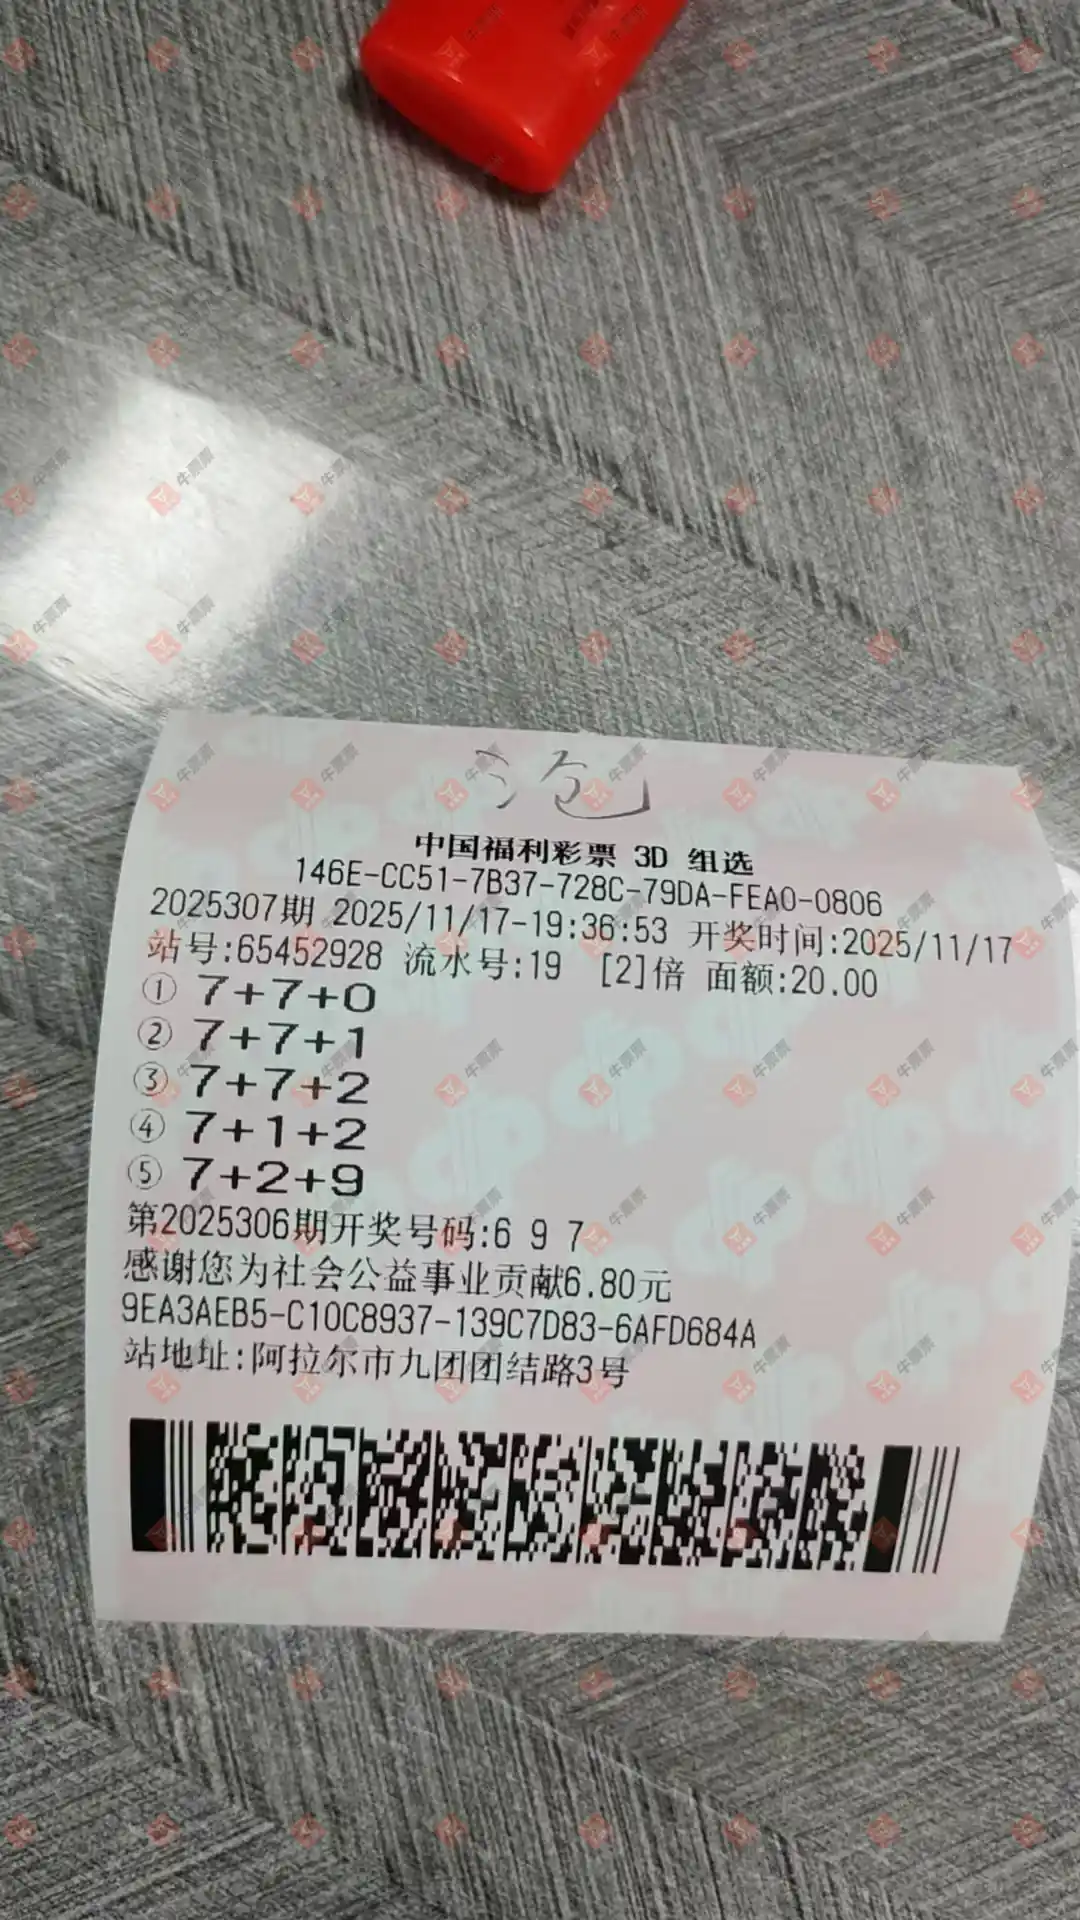 泡
中国福利彩票 3D 组选
146E-CC51-7B37-728C-79DA-FEA0-0806
2025307期 2025/11/17-19:36:53 开奖时间:2025/11/17
站号:65452928 流水号:19 [2]倍 面额:20.00
① 7+7+0
② 7+7+1
③ 7+7+2
④ 7+1+2
⑤ 7+2+9
第2025306期开奖号码:6 9 7
感谢您为社会公益事业贡献6.80元
9EA3AEB5-C10C8937-139C7D83-6AFD684A
站地址:阿拉尔市九团团结路3号
牛票票